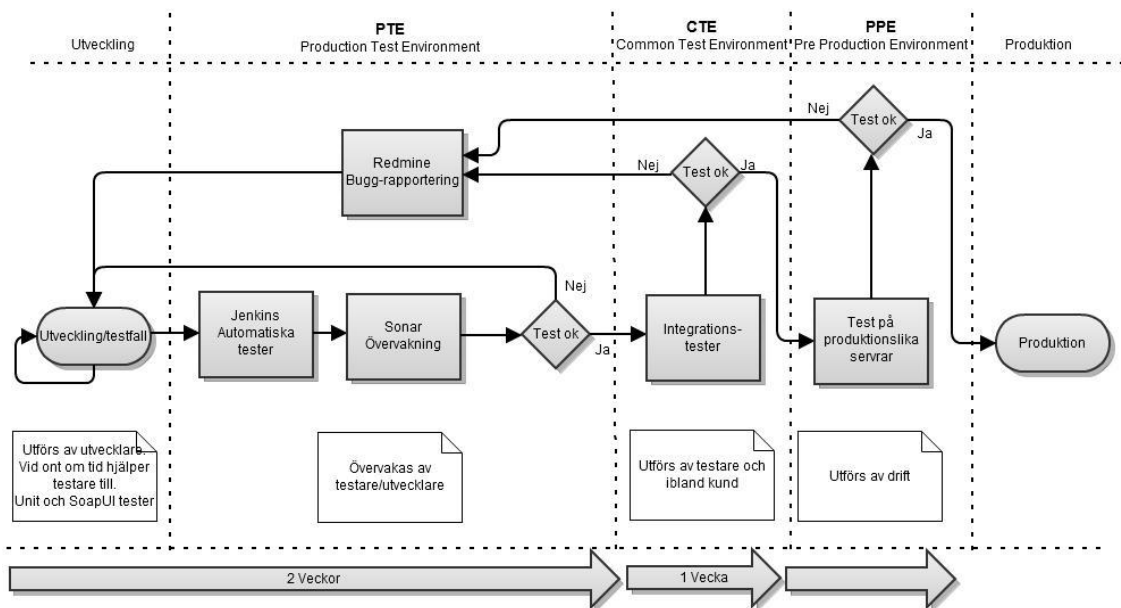 Utveckling
PTE
Production Test Environment
CTE
Common Test Environment
PPE
Pre Production Environment
Produktion
Nej
Test ok
Ja
Redmine
Bugg-rapportering
Nej
Test ok
Ja
Nej
Utveckling/testfall
Jenkins
Automatiska
tester
Sonar
Övervakning
Test ok
Ja
Integrations-
tester
Test på
produktionslika
servrar
Produktion
Utförs av utvecklare.
Vid ont om tid hjälper
testare till.
Unit och SoapUI tester
Övervakas av
testare/utvecklare
Utförs av testare och
ibland kund
Utförs av drift
2 Veckor
1 Vecka